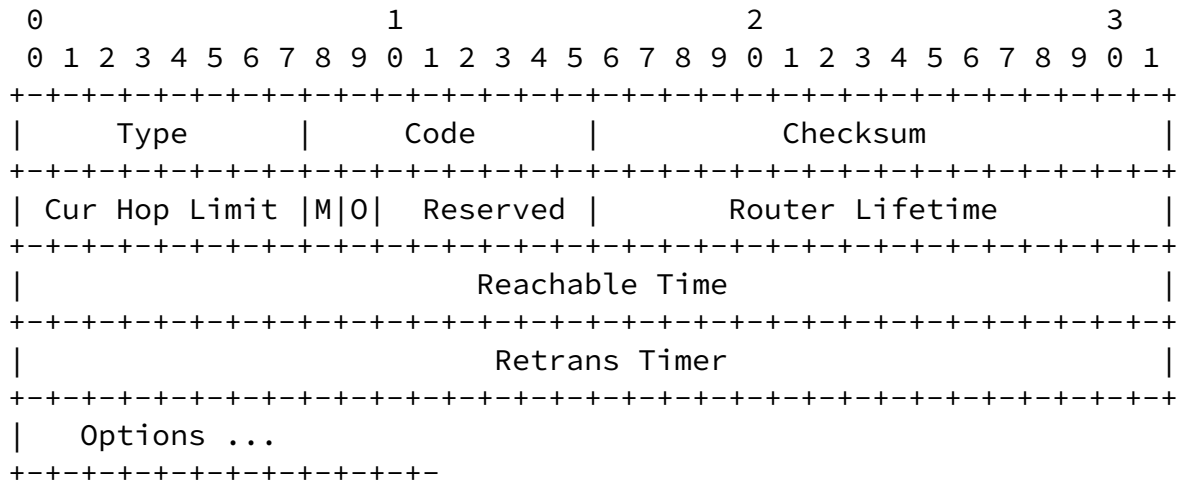 0                   1                   2                   3
 0 1 2 3 4 5 6 7 8 9 0 1 2 3 4 5 6 7 8 9 0 1 2 3 4 5 6 7 8 9 0 1
+-+-+-+-+-+-+-+-+-+-+-+-+-+-+-+-+-+-+-+-+-+-+-+-+-+-+-+-+-+-+-+-+
|     Type      |     Code      |          Checksum             |
+-+-+-+-+-+-+-+-+-+-+-+-+-+-+-+-+-+-+-+-+-+-+-+-+-+-+-+-+-+-+-+-+
| Cur Hop Limit |M|O|  Reserved |       Router Lifetime         |
+-+-+-+-+-+-+-+-+-+-+-+-+-+-+-+-+-+-+-+-+-+-+-+-+-+-+-+-+-+-+-+-+
|                         Reachable Time                        |
+-+-+-+-+-+-+-+-+-+-+-+-+-+-+-+-+-+-+-+-+-+-+-+-+-+-+-+-+-+-+-+-+
|                          Retrans Timer                        |
+-+-+-+-+-+-+-+-+-+-+-+-+-+-+-+-+-+-+-+-+-+-+-+-+-+-+-+-+-+-+-+-+
|   Options ...
+-+-+-+-+-+-+-+-+-+-+-+-